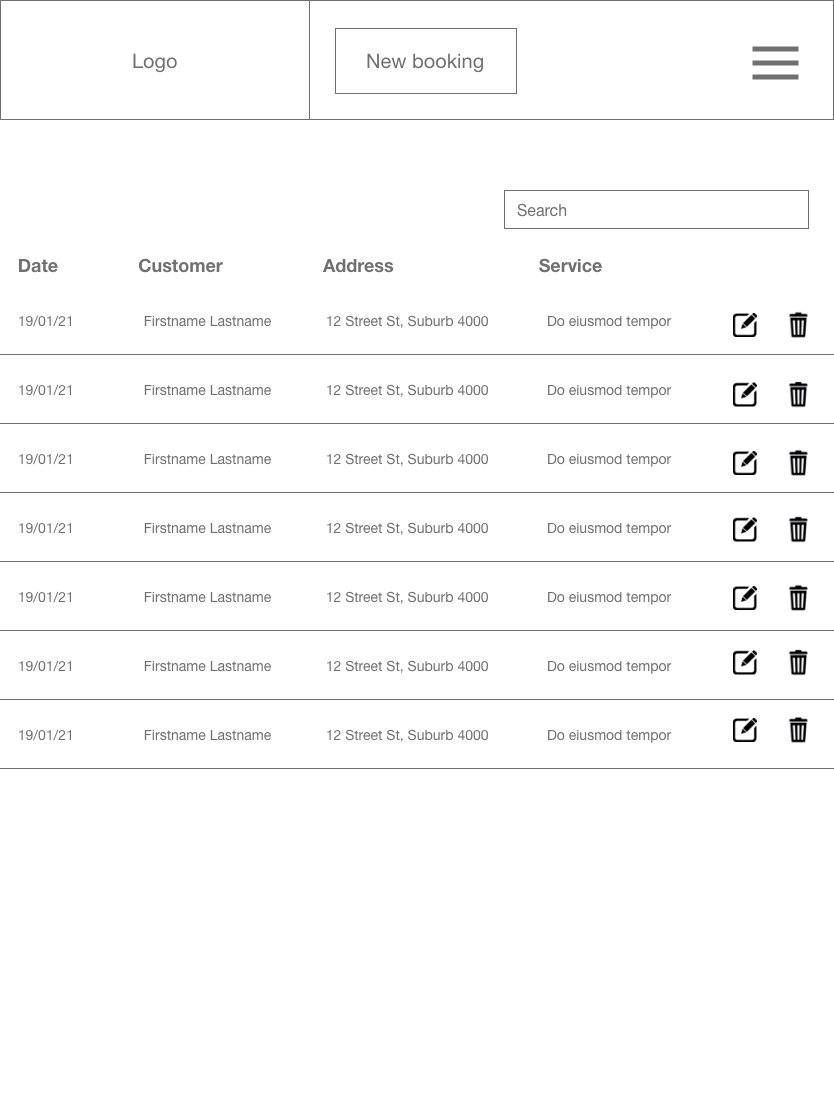 Logo
New booking
Search
Date Customer Address Service
19/01/21 Firstname Lastname 12 Street St, Suburb 4000 Do eiusmod tempor
19/01/21 Firstname Lastname 12 Street St, Suburb 4000 Do eiusmod tempor
19/01/21 Firstname Lastname 12 Street St, Suburb 4000 Do eiusmod tempor
19/01/21 Firstname Lastname 12 Street St, Suburb 4000 Do eiusmod tempor
19/01/21 Firstname Lastname 12 Street St, Suburb 4000 Do eiusmod tempor
19/01/21 Firstname Lastname 12 Street St, Suburb 4000 Do eiusmod tempor
19/01/21 Firstname Lastname 12 Street St, Suburb 4000 Do eiusmod tempor